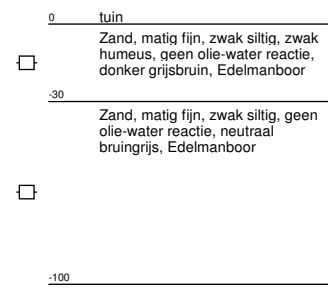 0 tuin
Zand, matig fijn, zwak siltig, zwak
humeus, geen olie-water reactie,
donker grijsbruin, Edelmanboor
-30
Zand, matig fijn, zwak siltig, geen
olie-water reactie, neutraal
bruingrijs, Edelmanboor
-100